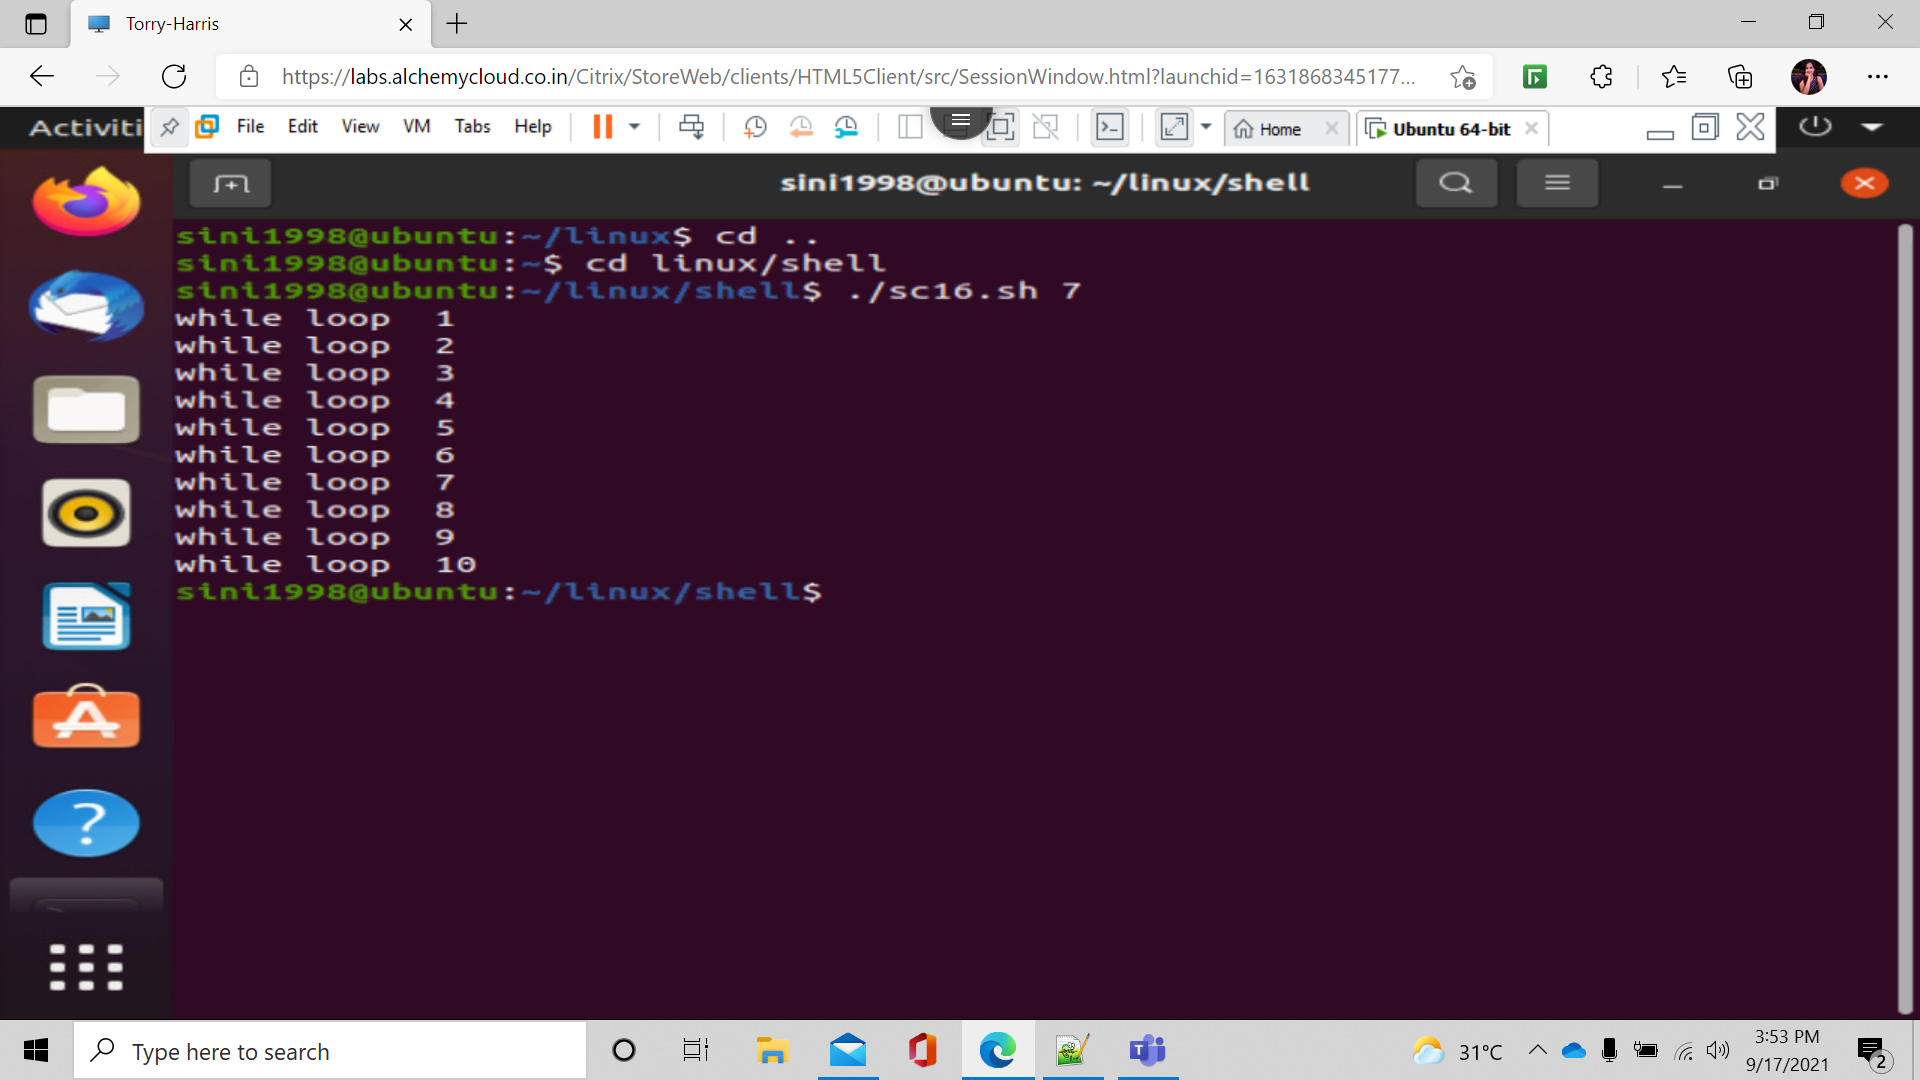 Torry-Harris
https://labs.alchemycloud.co.in/Citrix/StoreWeb/clients/HTML5Client/src/SessionWindow.html?launchid=1631868345177...
Activiti File Edit View VM Tabs Help Home Ubuntu 64-bit
sini1998@ubuntu: ~/linux/shell
sini1998@ubuntu:~/linux$ cd ..
sini1998@ubuntu:~$ cd linux/shell
sini1998@ubuntu:~/linux/shell$ ./sc16.sh 7
while loop  1
while loop  2
while loop  3
while loop  4
while loop  5
while loop  6
while loop  7
while loop  8
while loop  9
while loop  10
sini1998@ubuntu:~/linux/shell$
Type here to search
31°C
3:53 PM
9/17/2021
2